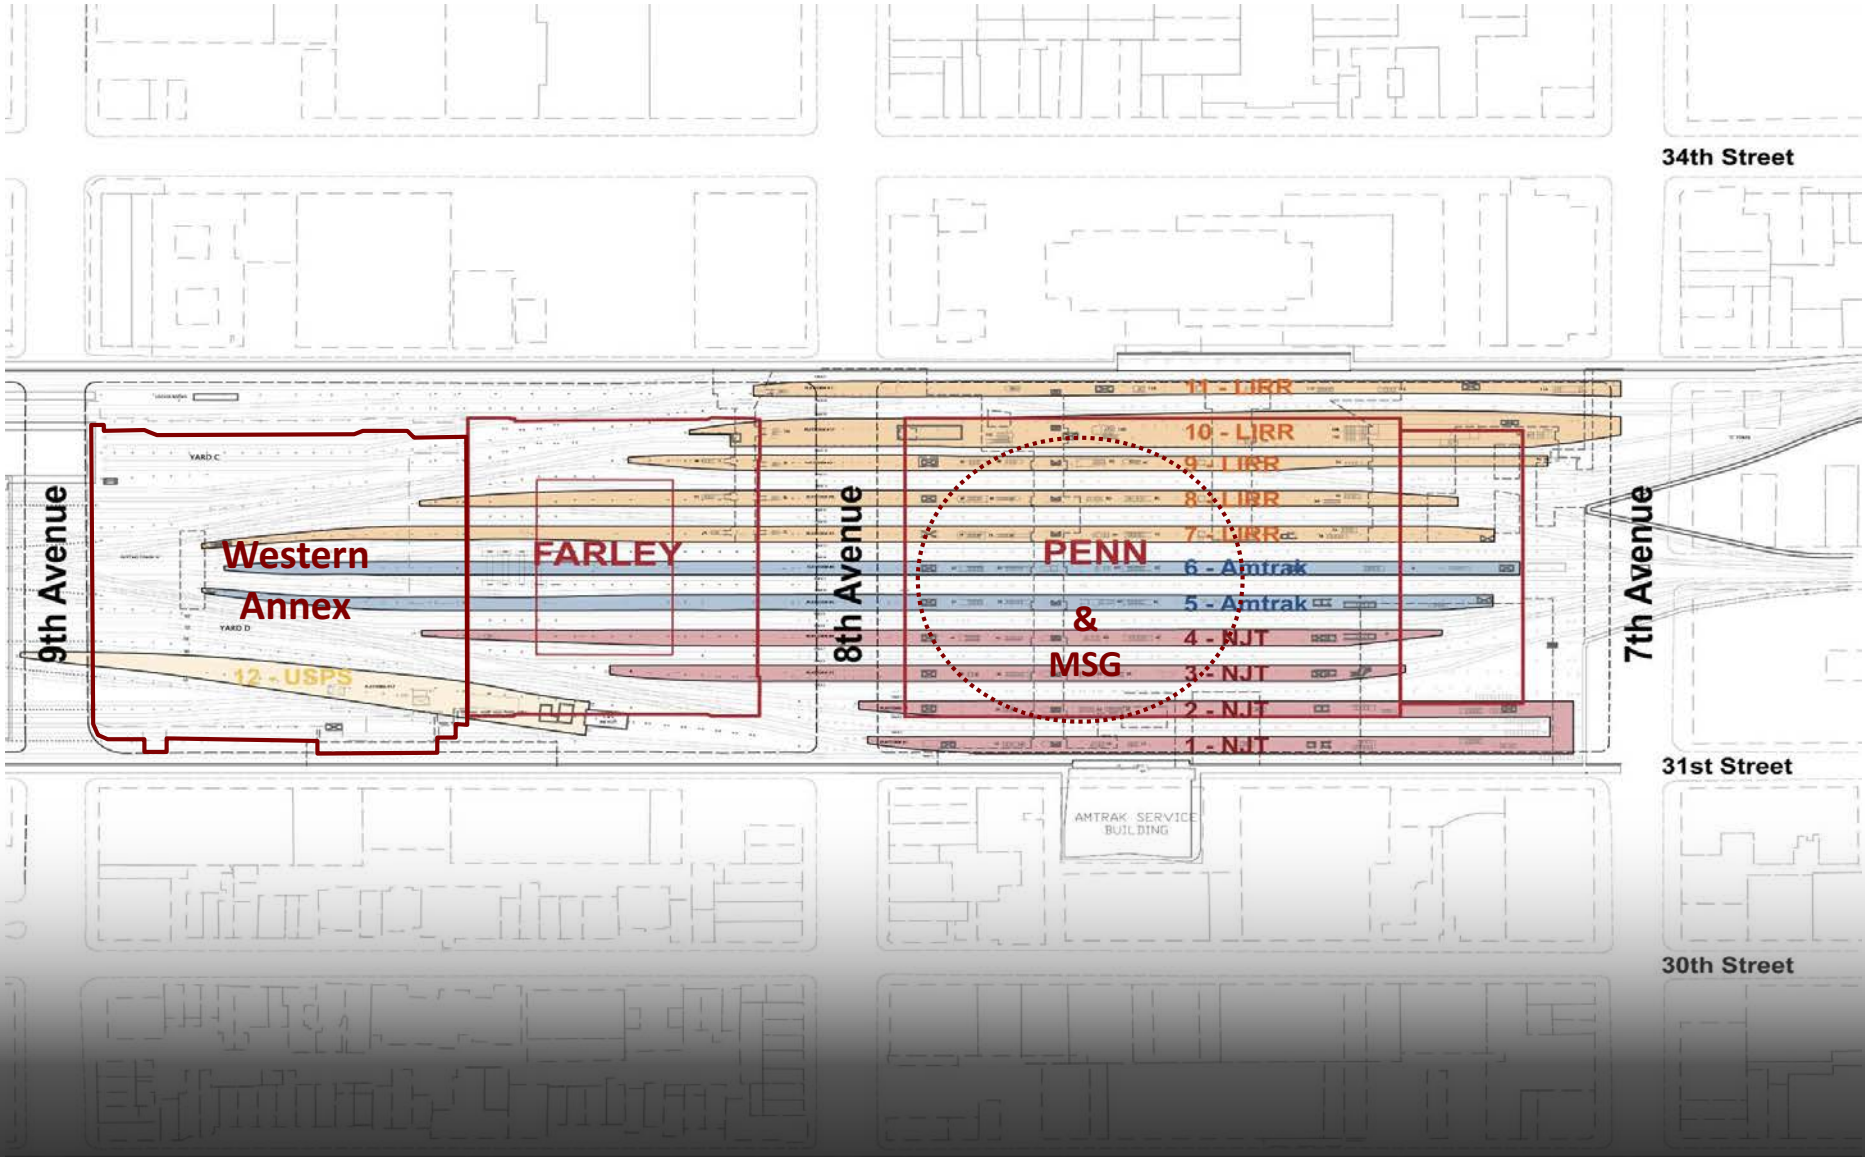 34th Street
11 - LIRR
10 - LIRR
9 - LIRR
8 - LIRR
7 - LIRR
6 - Amtrak
5 - Amtrak
4 - NJT
3 - NJT
2 - NJT
1 - NJT
YARD C
Western
Annex
YARD D
12 - USPS
FARLEY
PENN
&
MSG
9th Avenue
8th Avenue
7th Avenue
31st Street
AMTRAK SERVICE
BUILDING
30th Street